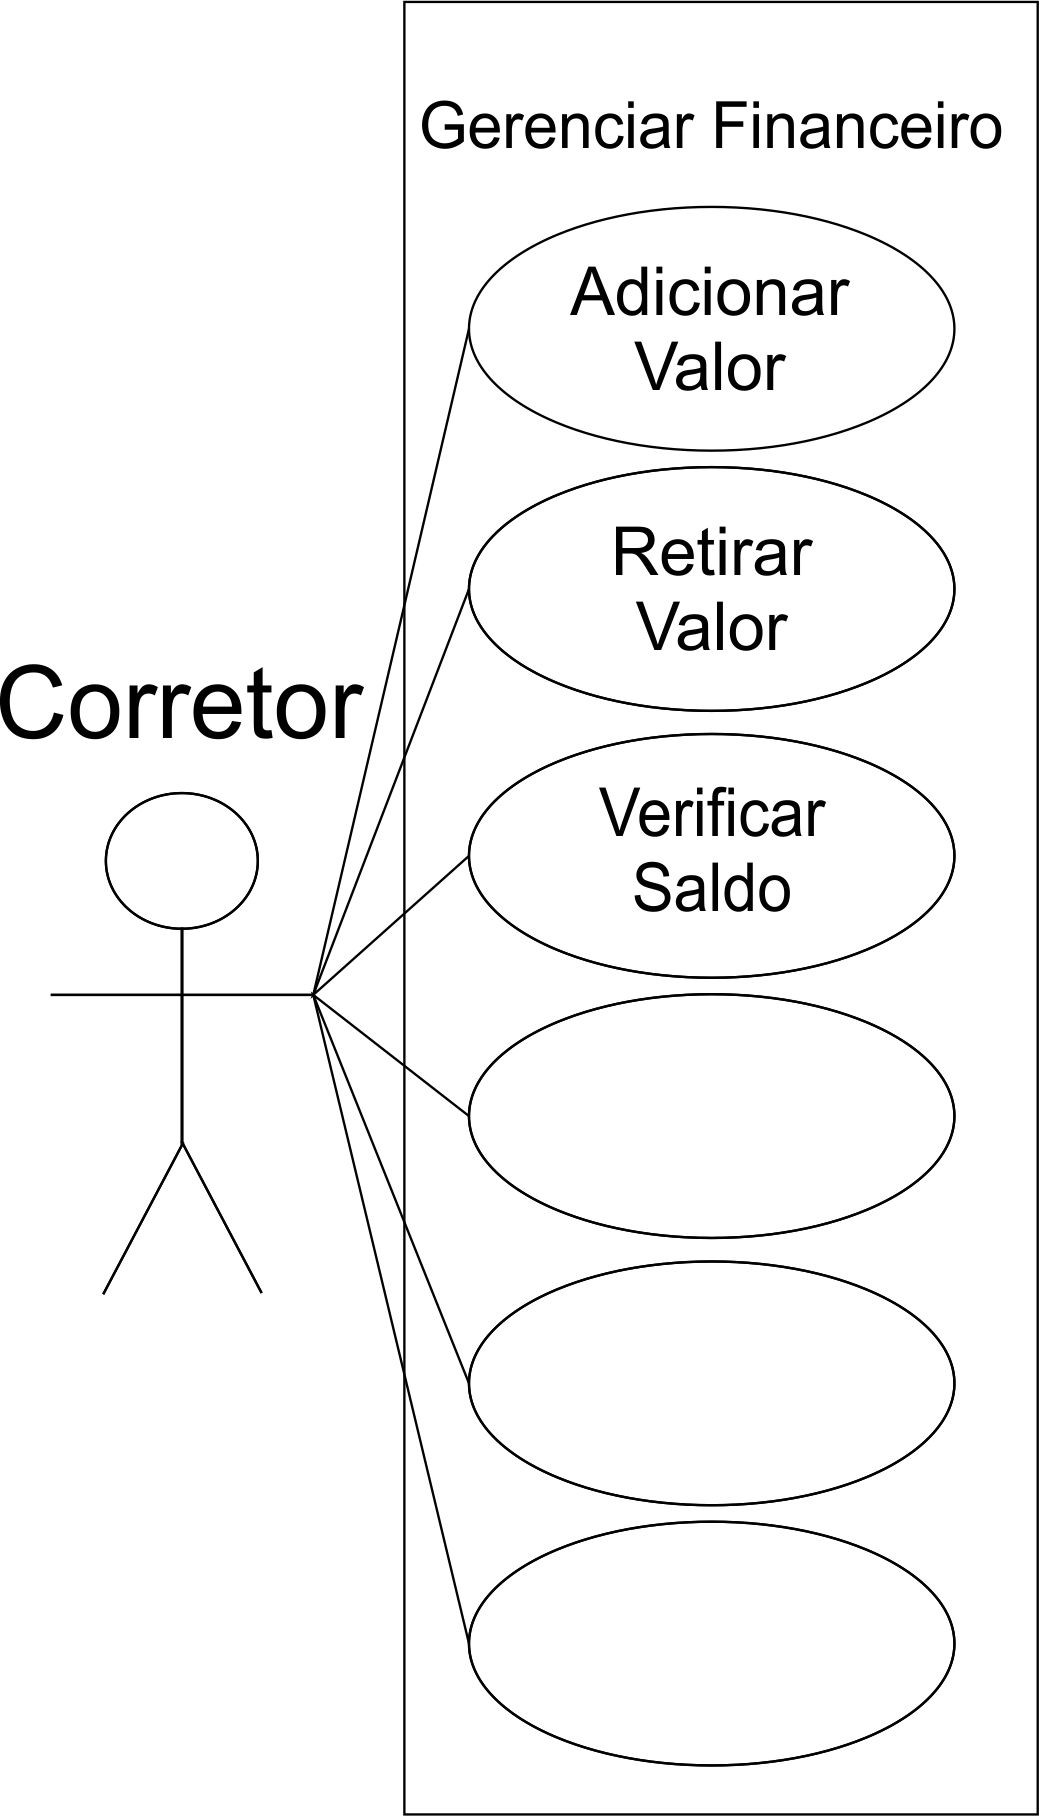 Gerenciar Financeiro
Adicionar
Valor
Retirar
Valor
Corretor
Verificar
Saldo